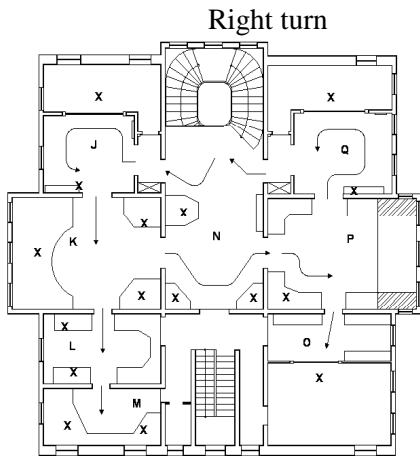 Right turn
X X
J Q
X X
X X
K X N P
X X X X
X L O
X X
X M X